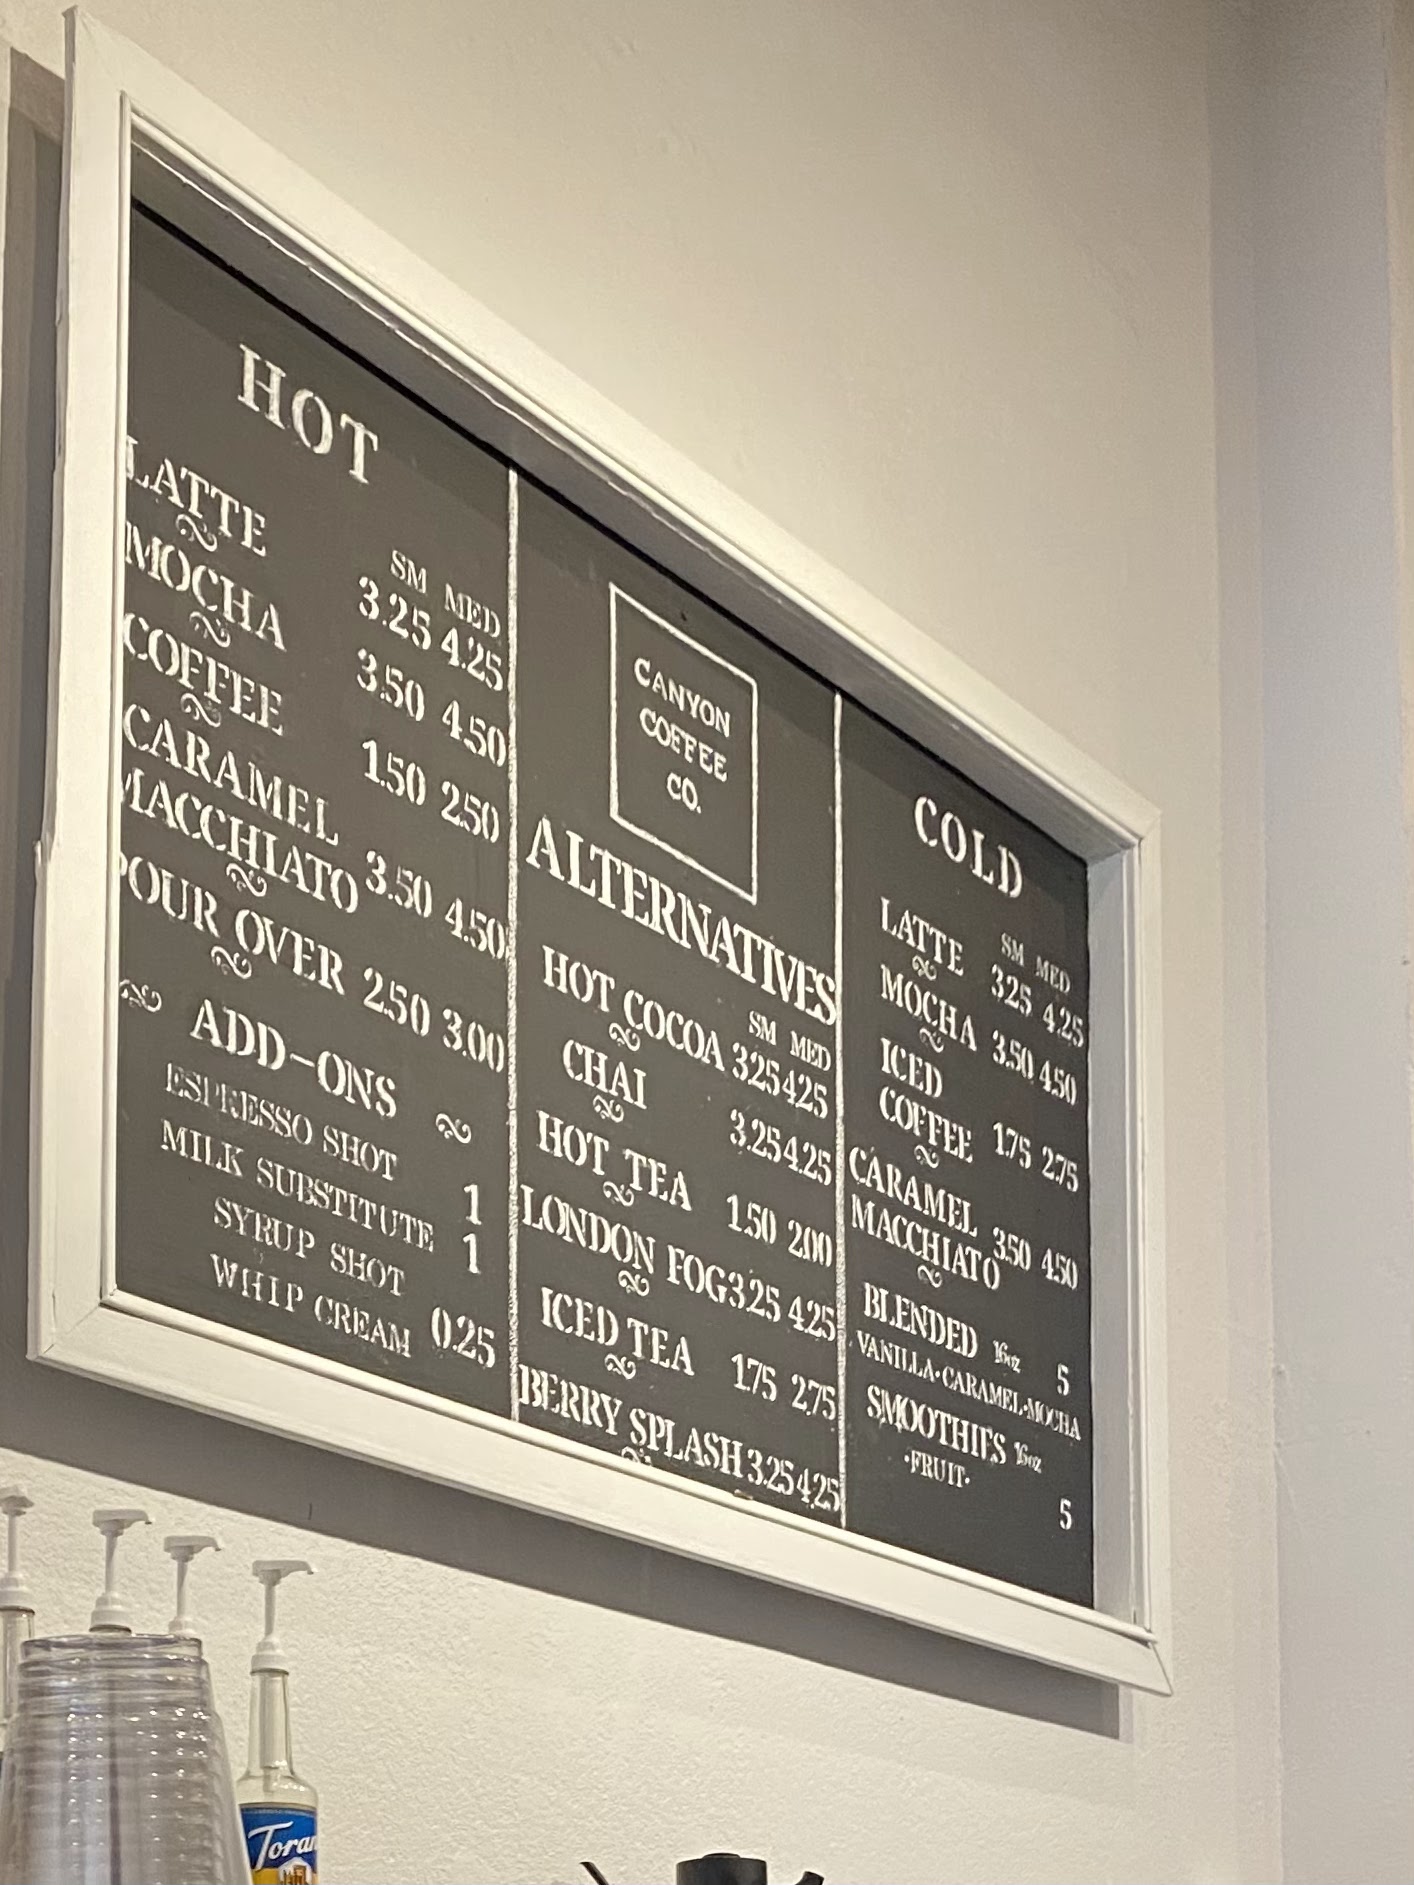 HOT
SM MED
LATTE 3.25 4.25
MOCHA 3.50 4.50
COFFEE 1.50 2.50
CARAMEL
MACCHIATO 3.50 4.50
POUR OVER 2.50 3.00
ADD-ONS
ESPRESSO SHOT 1
MILK SUBSTITUTE 1
SYRUP SHOT
WHIP CREAM 0.25
CANYON
COFFEE
CO.
ALTERNATIVES
SM MED
HOT COCOA 3.25 4.25
CHAI 3.25 4.25
HOT TEA 1.50 2.00
LONDON FOG 3.25 4.25
ICED TEA 1.75 2.75
BERRY SPLASH 3.25 4.25
COLD
SM MED
LATTE 3.25 4.25
MOCHA 3.50 4.50
ICED
COFFEE 1.75 2.75
CARAMEL
MACCHIATO 3.50 4.50
BLENDED 16oz 5
VANILLA·CARAMEL·MOCHA
SMOOTHIES 16oz
·FRUIT· 5
Toran